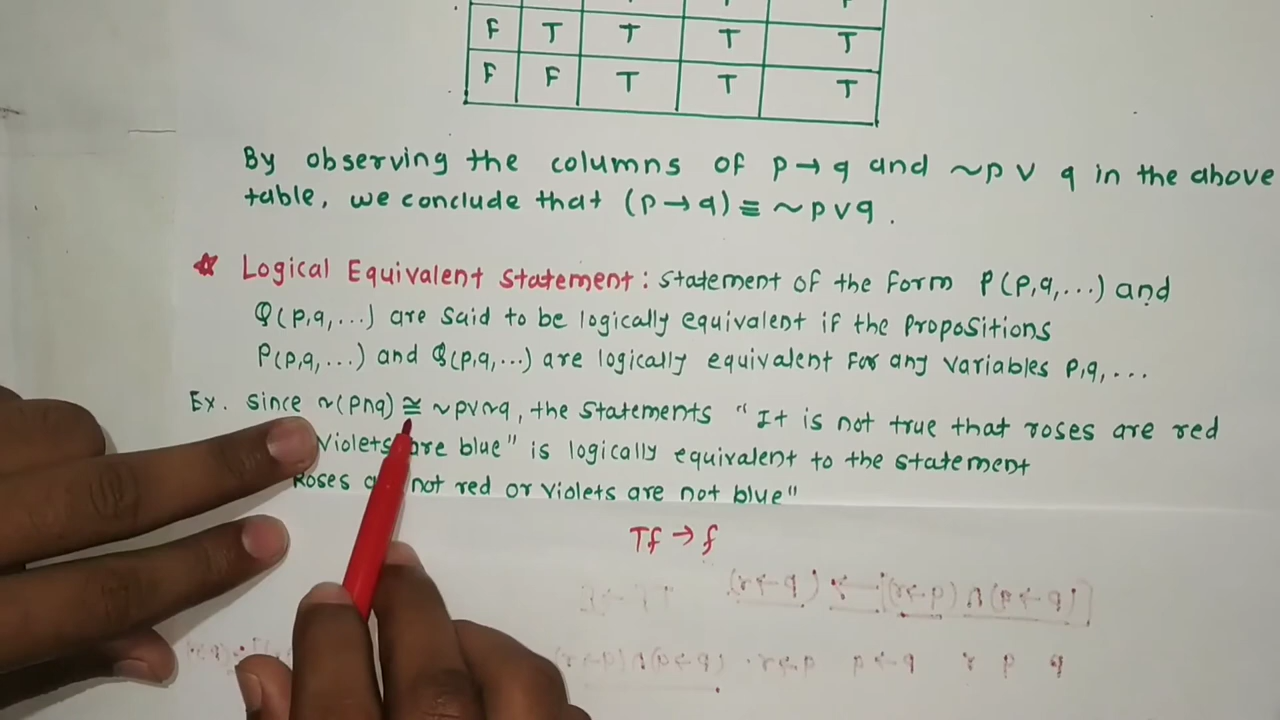 F T T T T
F F T T T
By observing the columns of p → q and ~p ∨ q in the above
table, we conclude that (p → q) ≡ ~p ∨ q .
Logical Equivalent Statement : Statement of the form P(p,q,...) and
Q(p,q,...) are said to be logically equivalent if the propositions
P(p,q,...) and Q(p,q,...) are logically equivalent for any variables p,q,...
Ex. since ~(p∧q) ≅ ~p∨~q, the statements "It is not true that roses are red
Violets are blue" is logically equivalent to the statement
Roses not red or violets are not blue"
Tf → f